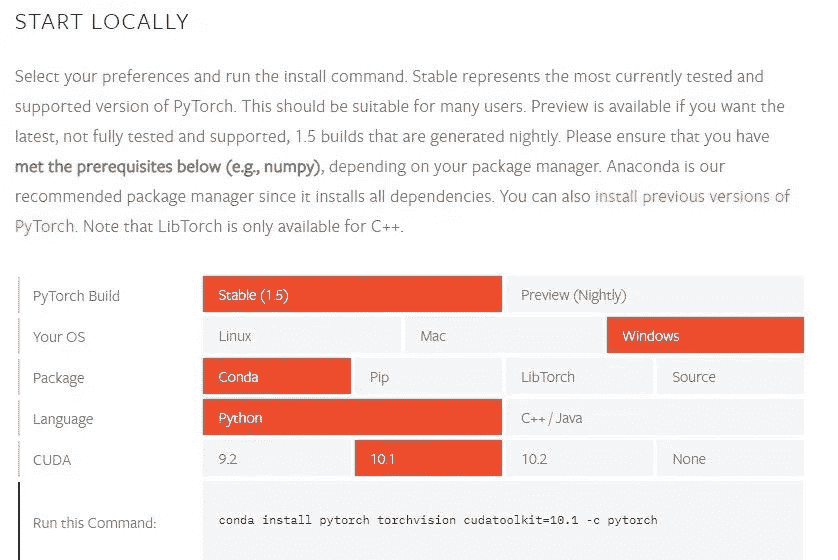 START LOCALLY
Select your preferences and run the install command. Stable represents the most currently tested and
supported version of PyTorch. This should be suitable for many users. Preview is available if you want the
latest, not fully tested and supported, 1.5 builds that are generated nightly. Please ensure that you have
met the prerequisites below (e.g., numpy), depending on your package manager. Anaconda is our
recommended package manager since it installs all dependencies. You can also install previous versions of
PyTorch. Note that LibTorch is only available for C++.
PyTorch Build Stable (1.5) Preview (Nightly)
Your OS Linux Mac Windows
Package Conda Pip LibTorch Source
Language Python C++ / Java
CUDA 9.2 10.1 10.2 None
Run this Command: conda install pytorch torchvision cudatoolkit=10.1 -c pytorch